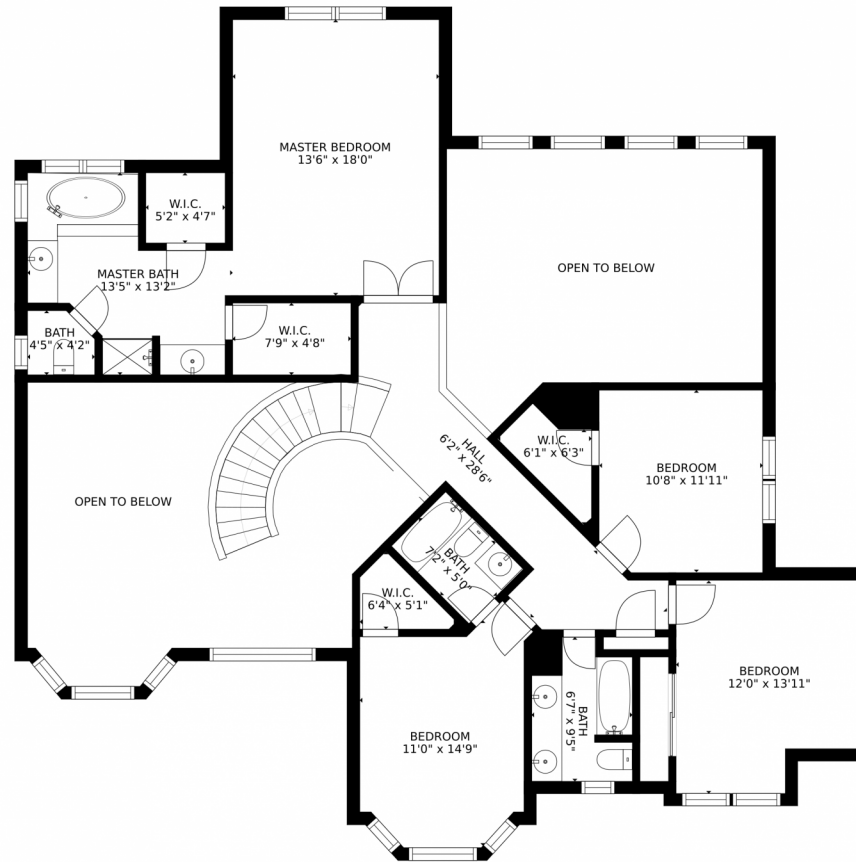 MASTER BEDROOM
13'6" x 18'0"
W.I.C.
5'2" x 4'7"
MASTER BATH
13'5" x 13'2"
OPEN TO BELOW
BATH
4'5" x 4'2"
W.I.C.
7'9" x 4'8"
HALL
6'2" x 28'6"
W.I.C.
6'1" x 6'3"
BEDROOM
10'8" x 11'11"
OPEN TO BELOW
BATH
7'2" x 5'0"
W.I.C.
6'4" x 5'1"
BEDROOM
12'0" x 13'11"
BATH
6'7" x 9'5"
BEDROOM
11'0" x 14'9"